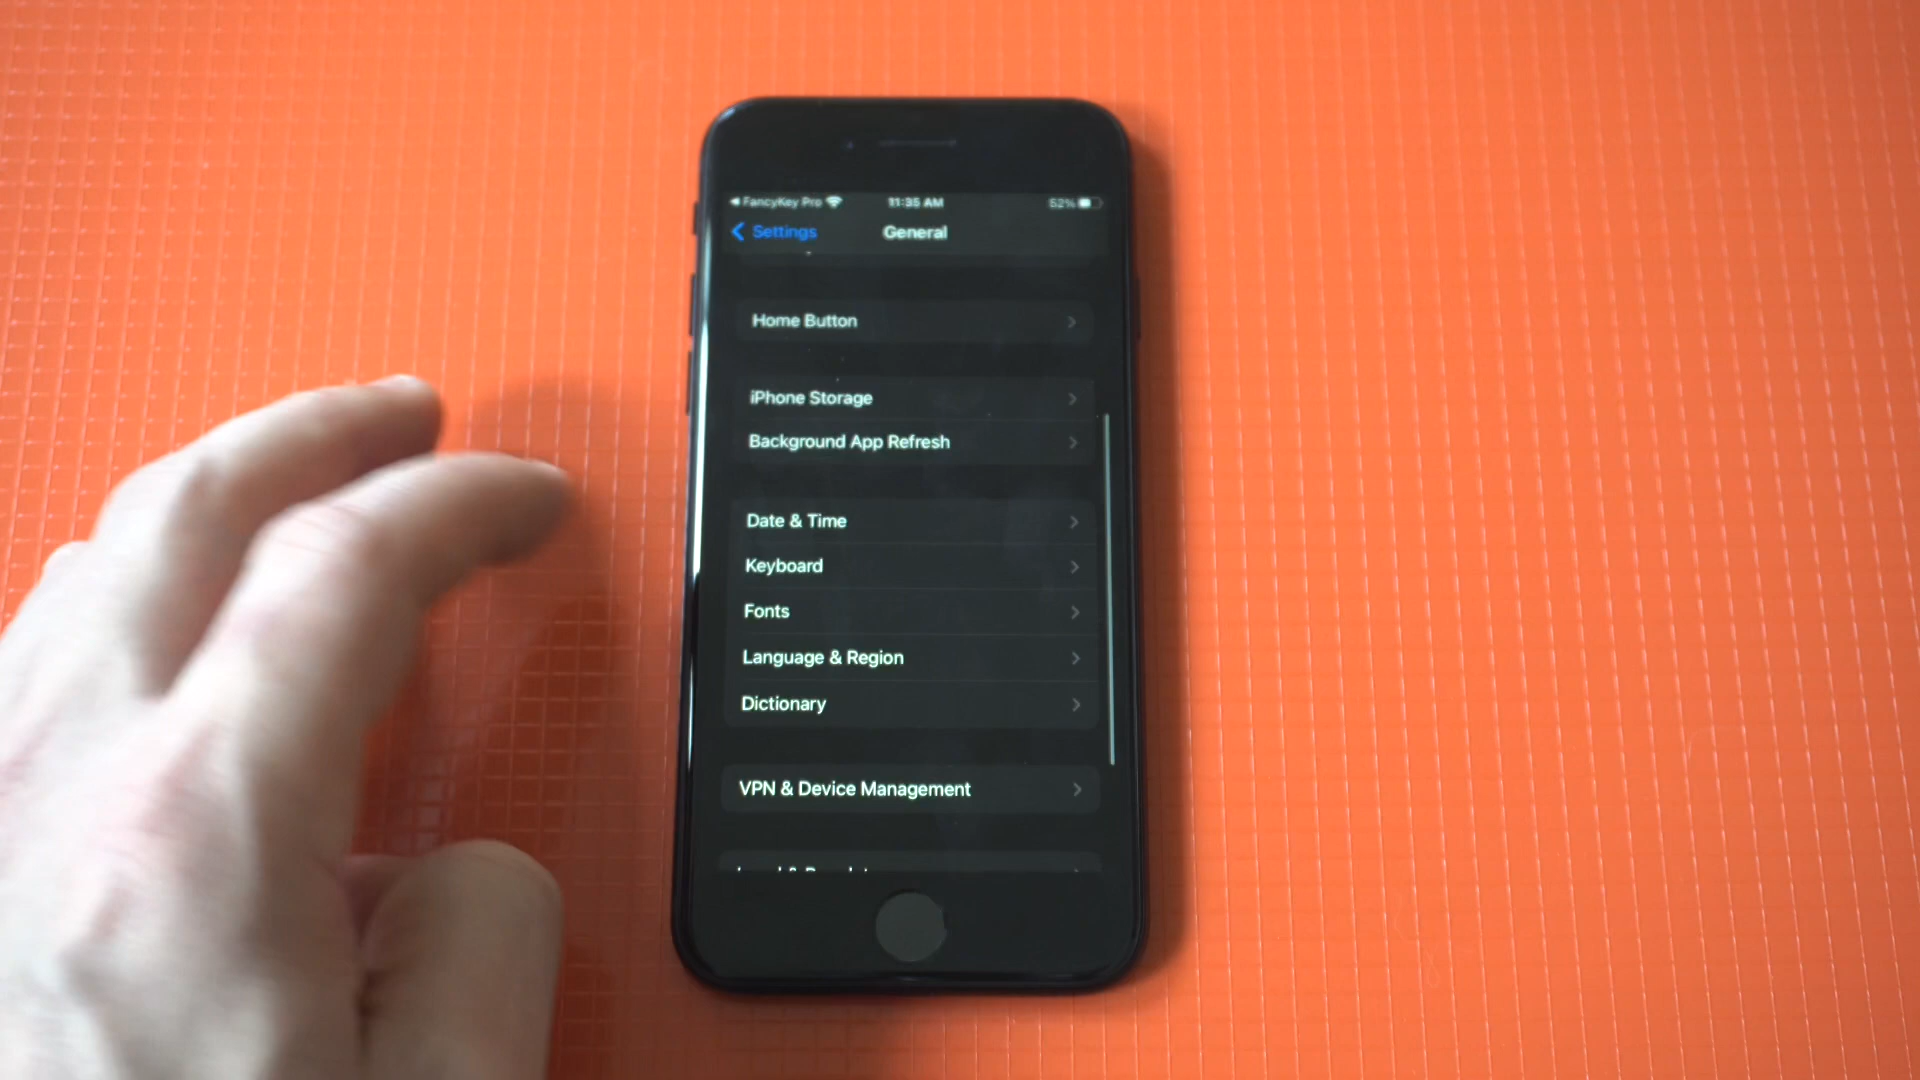 FancyKey Pro 11:35 AM 52%
Settings General
Home Button
iPhone Storage
Background App Refresh
Date & Time
Keyboard
Fonts
Language & Region
Dictionary
VPN & Device Management